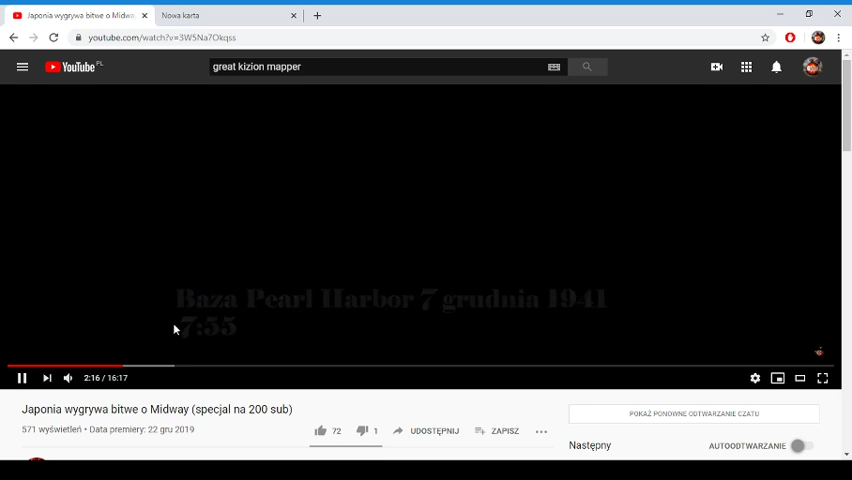 Japonia wygrywa bitwe o Midwa
Nowa karta
youtube.com/watch?v=3W5Na7Okqss
YouTube PL
great kizion mapper
Baza Pearl Harbor 7 grudnia 1941
7:55
2:16 / 16:17
Japonia wygrywa bitwe o Midway (specjal na 200 sub)
571 wyświetleń • Data premiery: 22 gru 2019
72
1
UDOSTĘPNIJ
ZAPISZ
POKAŻ PONOWNE ODTWARZANIE CZATU
Następny
AUTOODTWARZANIE